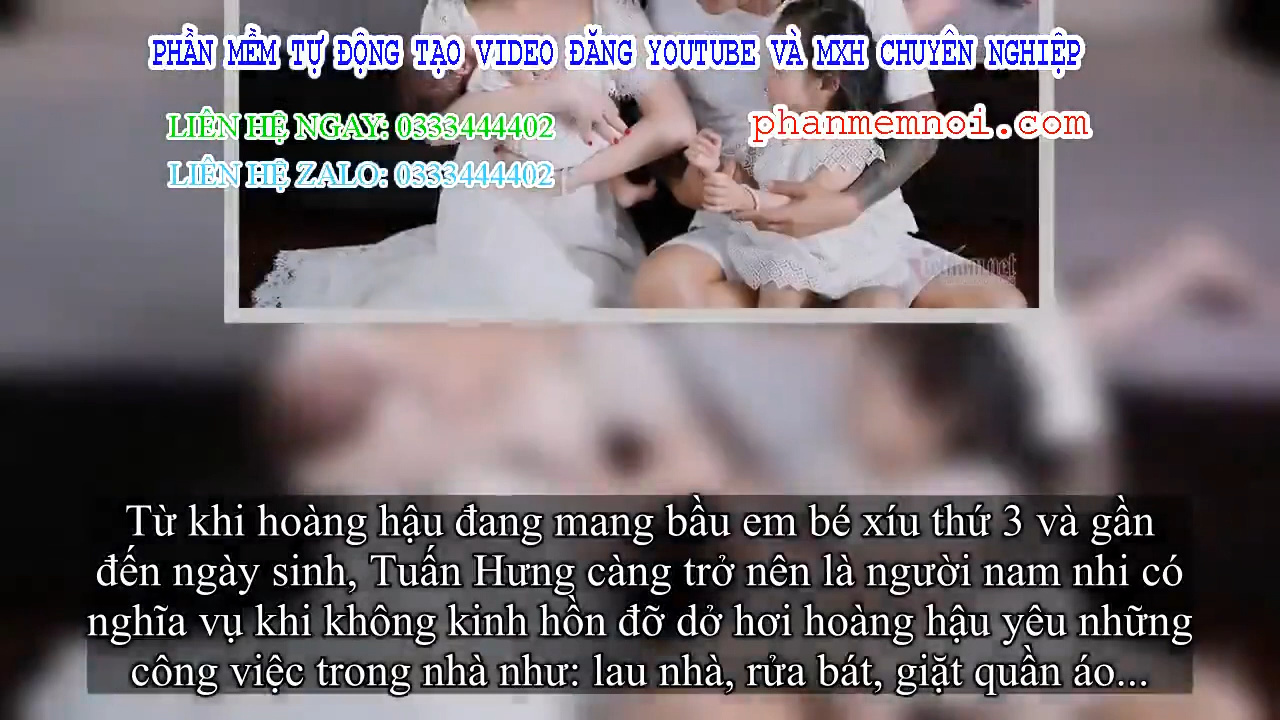 PHẦN MỀM TỰ ĐỘNG TẠO VIDEO ĐĂNG YOUTUBE VÀ MXH CHUYÊN NGHIỆP
LIÊN HỆ NGAY: 0333444402
phanmemnoi.com
LIÊN HỆ ZALO: 0333444402
Từ khi hoàng hậu đang mang bầu em bé xíu thứ 3 và gần
đến ngày sinh, Tuấn Hưng càng trở nên là người nam nhi có
nghĩa vụ khi không kinh hồn đỡ dở hơi hoàng hậu yêu những
công việc trong nhà như: lau nhà, rửa bát, giặt quần áo...